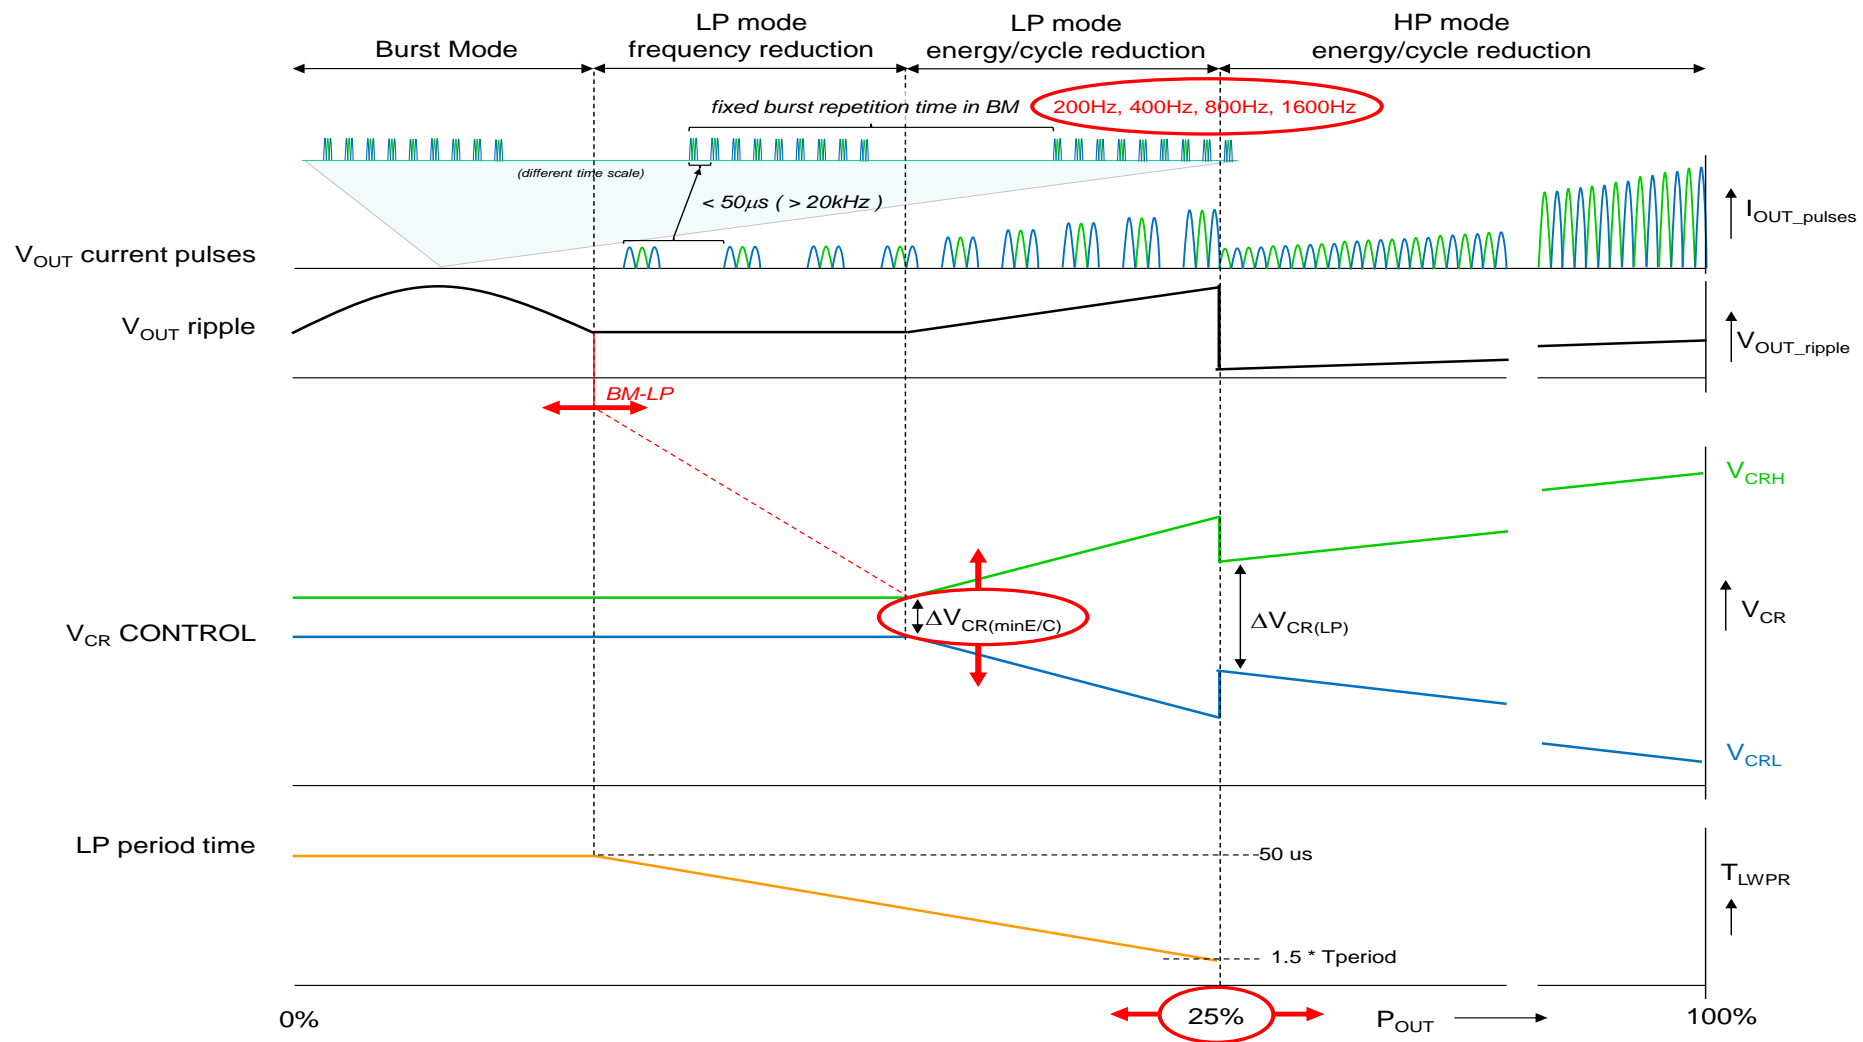 Burst Mode
LP mode
frequency reduction
LP mode
energy/cycle reduction
HP mode
energy/cycle reduction
fixed burst repetition time in BM
200Hz, 400Hz, 800Hz, 1600Hz
(different time scale)
< 50µs ( > 20kHz )
IOUT_pulses
VOUT current pulses
VOUT ripple
VOUT_ripple
BM-LP
VCRH
ΔVCR(minE/C)
ΔVCR(LP)
VCR
VCR CONTROL
VCRL
LP period time
50 us
TLWPR
1.5 * Tperiod
0%
25%
POUT
100%